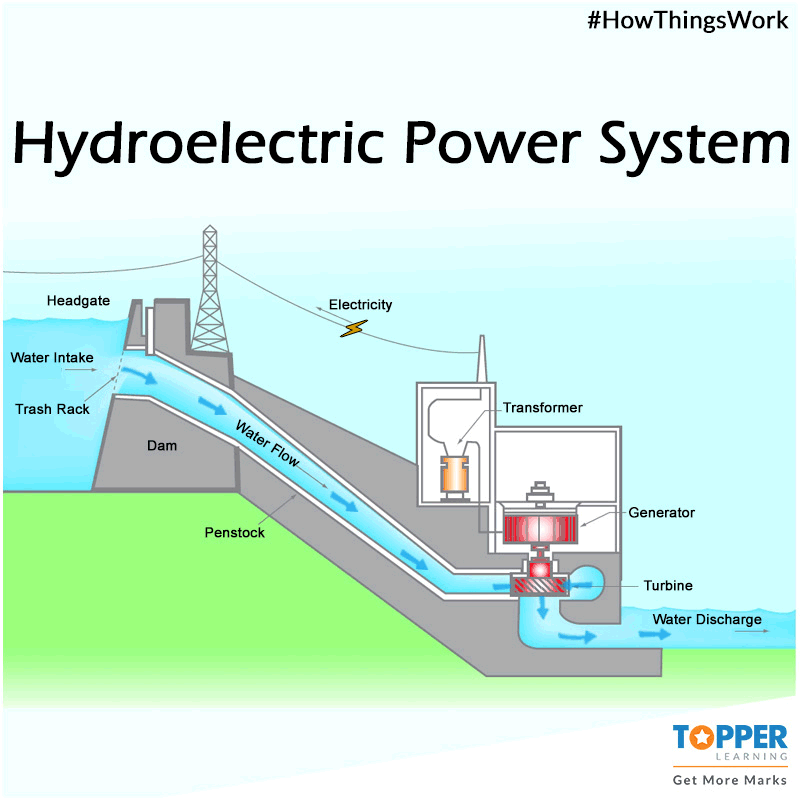 #HowThingsWork
Hydroelectric Power System
Headgate
Electricity
Water Intake
Trash Rack
Transformer
Water Flow
Dam
Generator
Penstock
Turbine
Water Discharge
TOPPER
LEARNING
Get More Marks